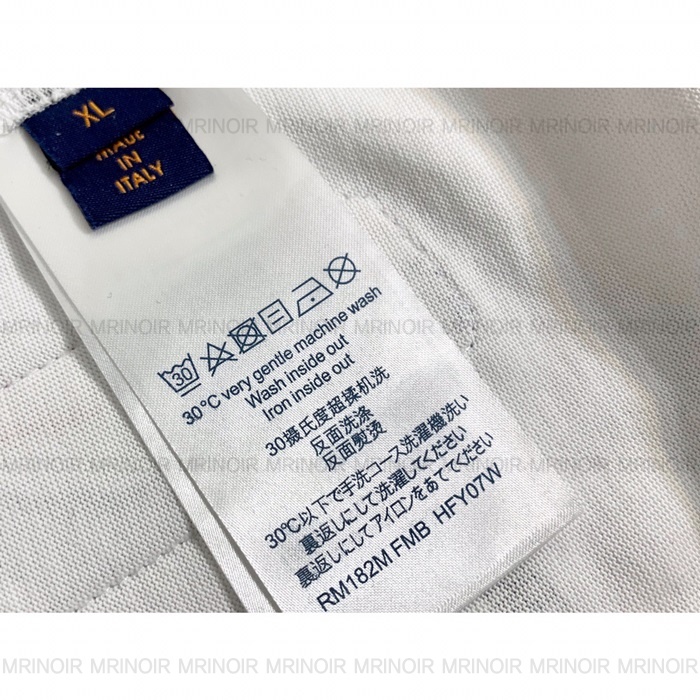 MRINOIR MRINOIR MRINOIR MRINOIR MRINOIR MRINOIR MRINOIR MRINOIR
XL
MADE
IN
ITALY
30
30°C very gentle machine wash
Wash inside out
Iron inside out
30摄氏度超揉机洗
反面洗涤
反面熨烫
30℃以下で手洗コース洗濯機洗い
裏返しにして洗濯してください
裏返しにしてアイロンをあててください
RM182M FMB HFY07W